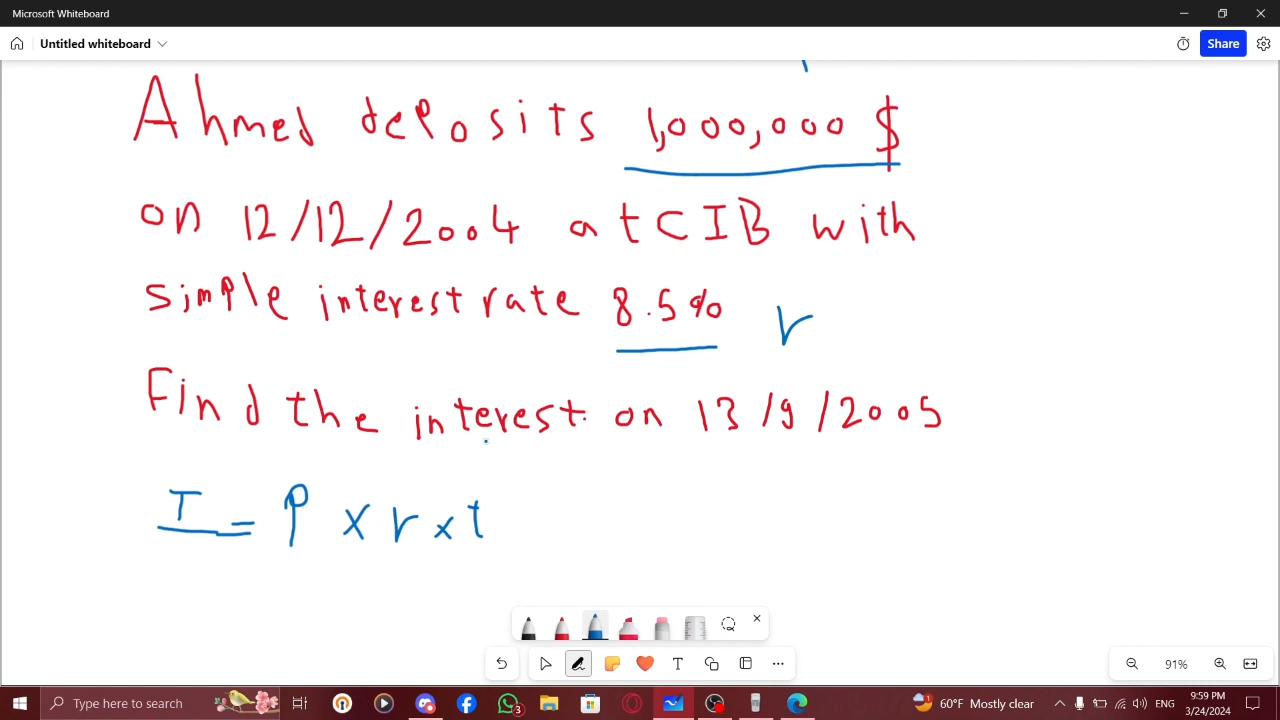 Microsoft Whiteboard
Untitled whiteboard
Share
Ahmed deposits 1,000,000 $
on 12/12/2004 at CIB with
simple interest rate 8.5% r
Find the interest on 13/9/2005
I = P x r x t
91%
Type here to search
3
1
60°F Mostly clear
ENG
9:59 PM
3/24/2024